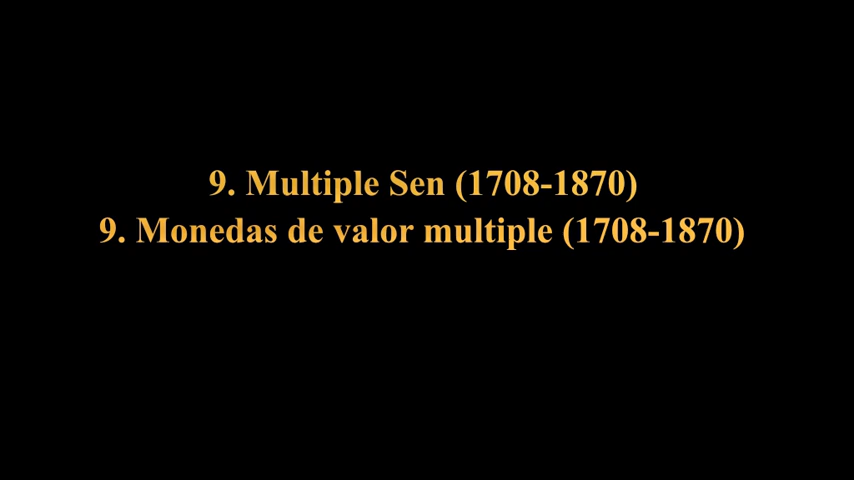 9. Multiple Sen (1708-1870)
9. Monedas de valor multiple (1708-1870)